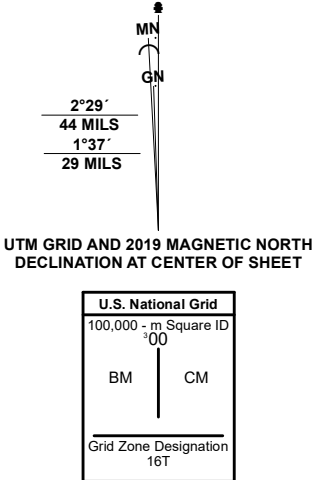 MN
GN
2°29´
44 MILS
1°37´
29 MILS
UTM GRID AND 2019 MAGNETIC NORTH
DECLINATION AT CENTER OF SHEET
U.S. National Grid
100,000 - m Square ID
³00
BM CM
Grid Zone Designation
16T